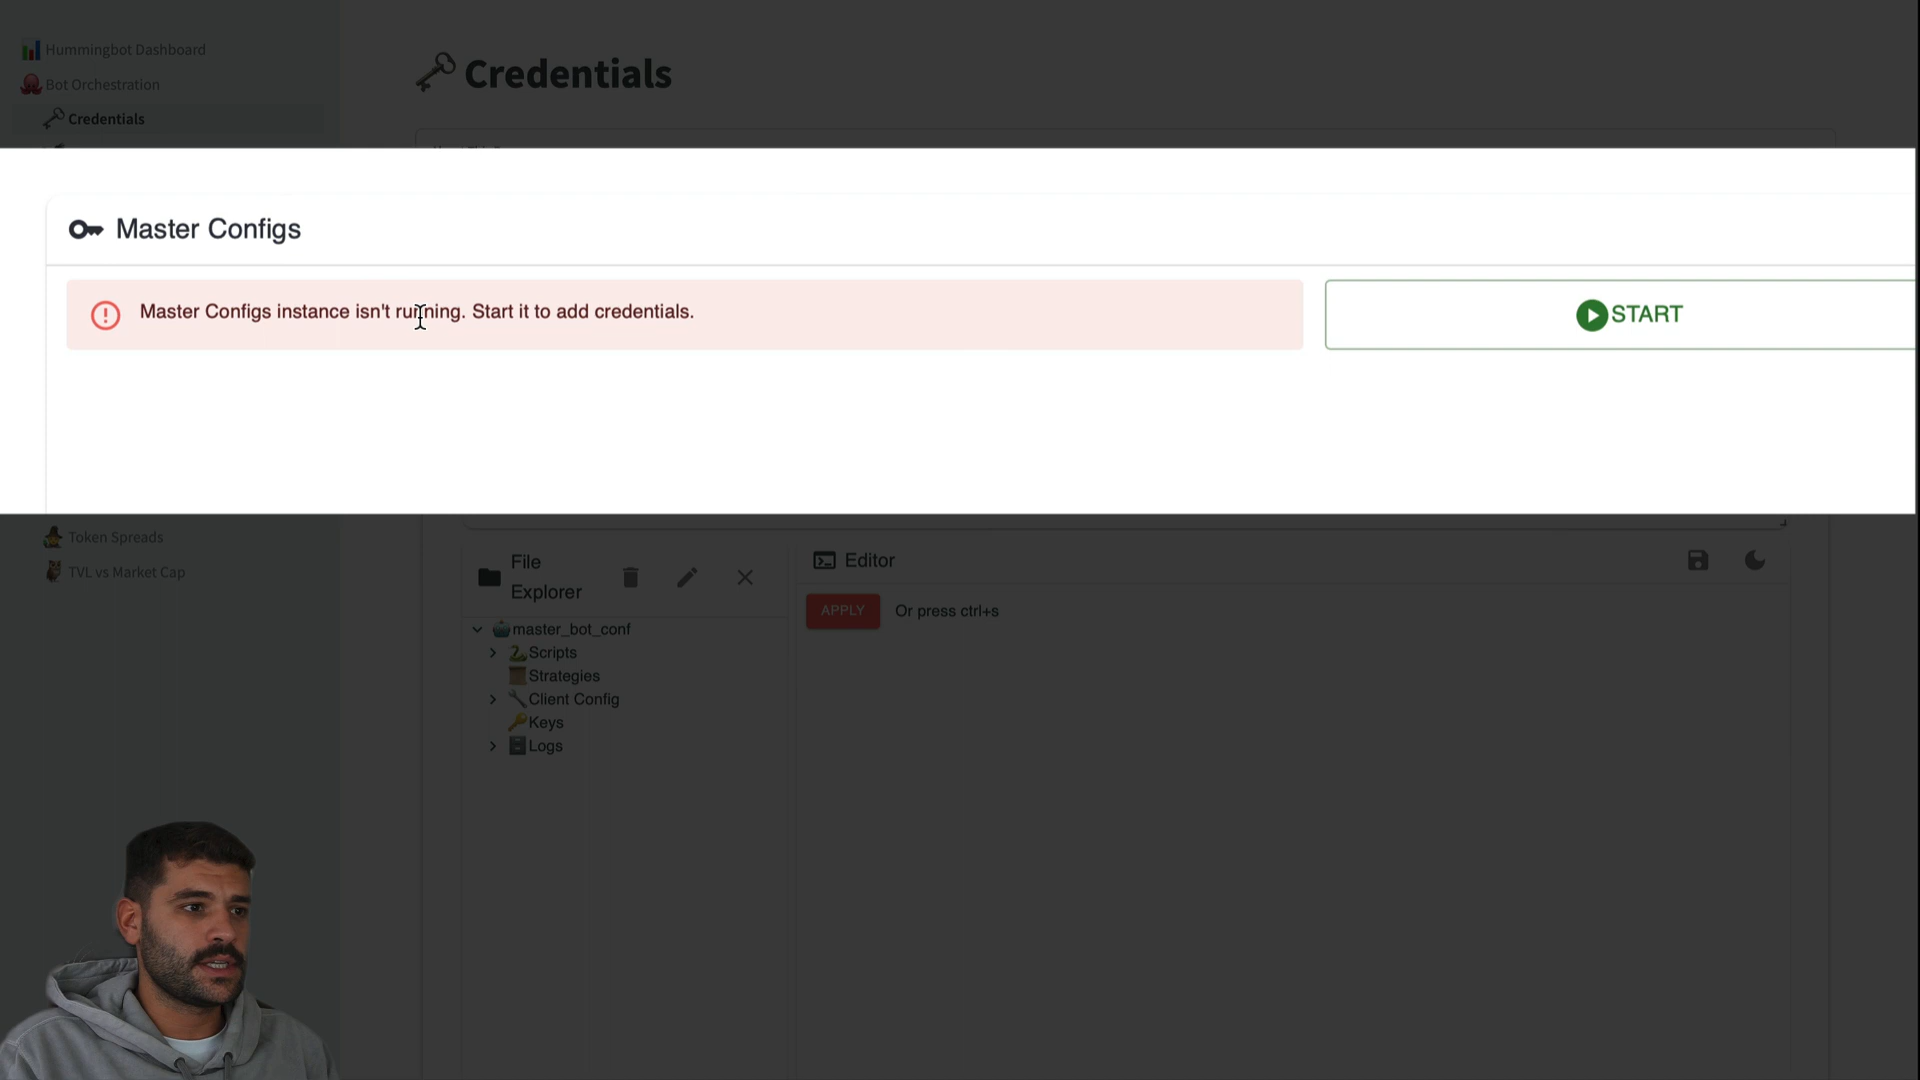 Hummingbot Dashboard
Bot Orchestration
Credentials
Credentials
Master Configs
Master Configs instance isn't running. Start it to add credentials.
START
Token Spreads
TVL vs Market Cap
File
Explorer
master_bot_conf
Scripts
Strategies
Client Config
Keys
Logs
Editor
APPLY
Or press ctrl+s